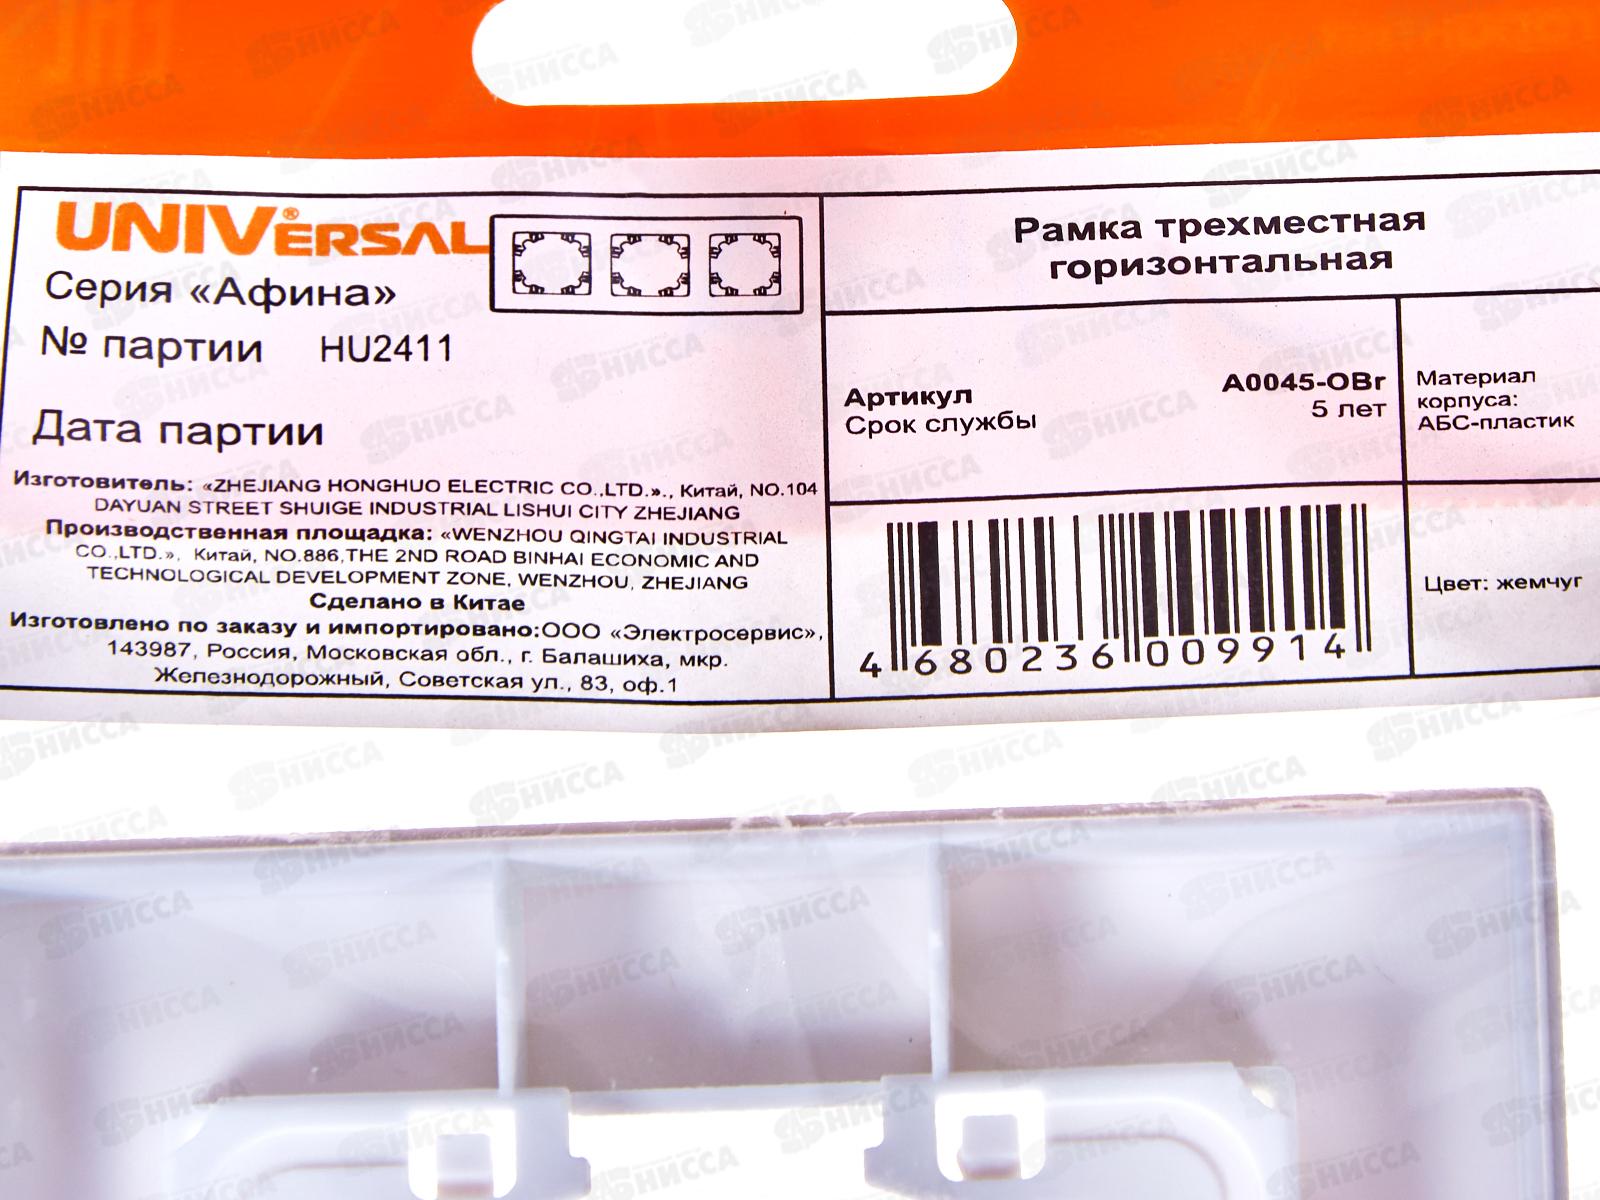 UNIVERSAL®
Серия «Афина»
№ партии HU2411
Дата партии
Изготовитель: «ZHEJIANG HONGHUO ELECTRIC CO.,LTD.»., Китай, NO.104
DAYUAN STREET SHUIGE INDUSTRIAL LISHUI CITY ZHEJIANG
Производственная площадка: «WENZHOU QINGTAI INDUSTRIAL
CO.,LTD.», Китай, NO.886,THE 2ND ROAD BINHAI ECONOMIC AND
TECHNOLOGICAL DEVELOPMENT ZONE, WENZHOU, ZHEJIANG
Сделано в Китае
Изготовлено по заказу и импортировано:ООО «Электросервис»,
143987, Россия, Московская обл., г. Балашиха, мкр.
Железнодорожный, Советская ул., 83, оф.1
Рамка трехместная
горизонтальная
Артикул A0045-OBr
Срок службы 5 лет
Материал
корпуса:
АБС-пластик
4 680236 009914
Цвет: жемчуг
НИССА